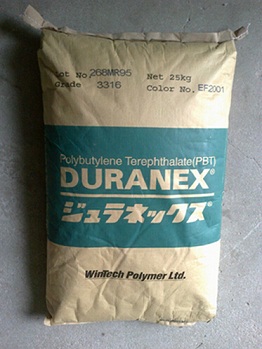 Lot No. 268MR95 Net 25kg
Grade 3316 Color No. EF2001
Polybutylene Terephthalate(PBT)
DURANEX®
ジュラネックス®
WinTech Polymer Ltd.